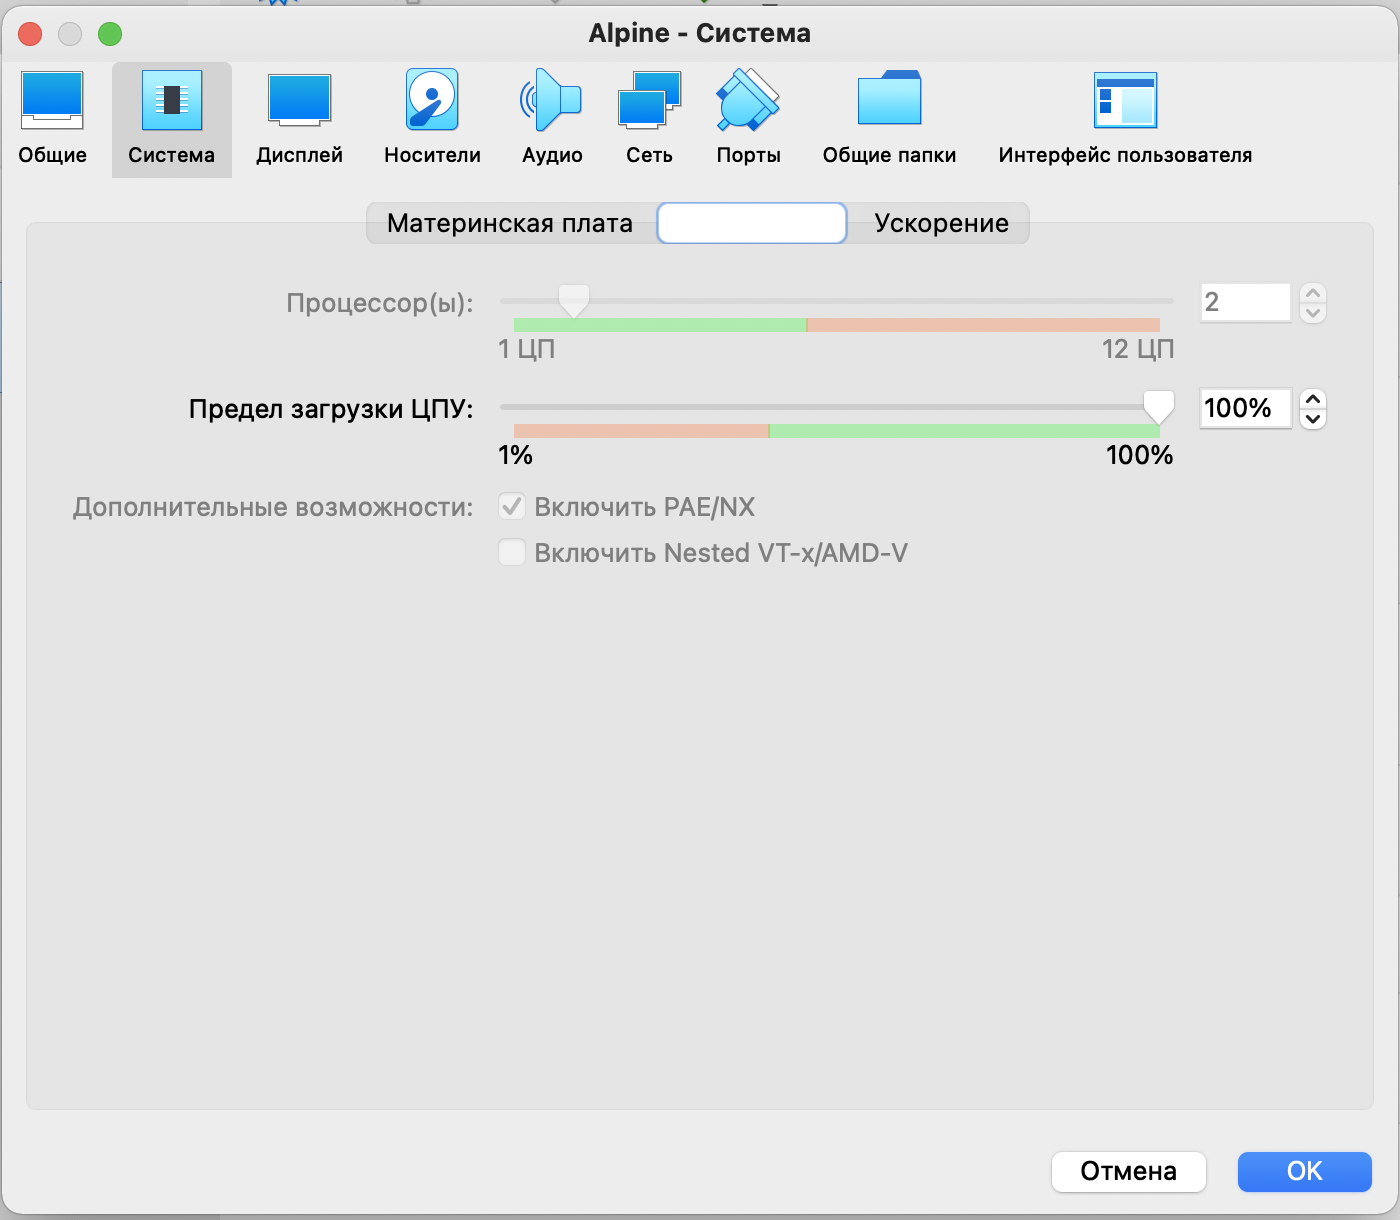 Alpine - Система
Общие
Система
Дисплей
Носители
Аудио
Сеть
Порты
Общие папки
Интерфейс пользователя
Материнская плата
Ускорение
Процессор(ы):
2
1 ЦП
12 ЦП
Предел загрузки ЦПУ:
100%
1%
100%
Дополнительные возможности:
Включить PAE/NX
Включить Nested VT-x/AMD-V
Отмена
OK